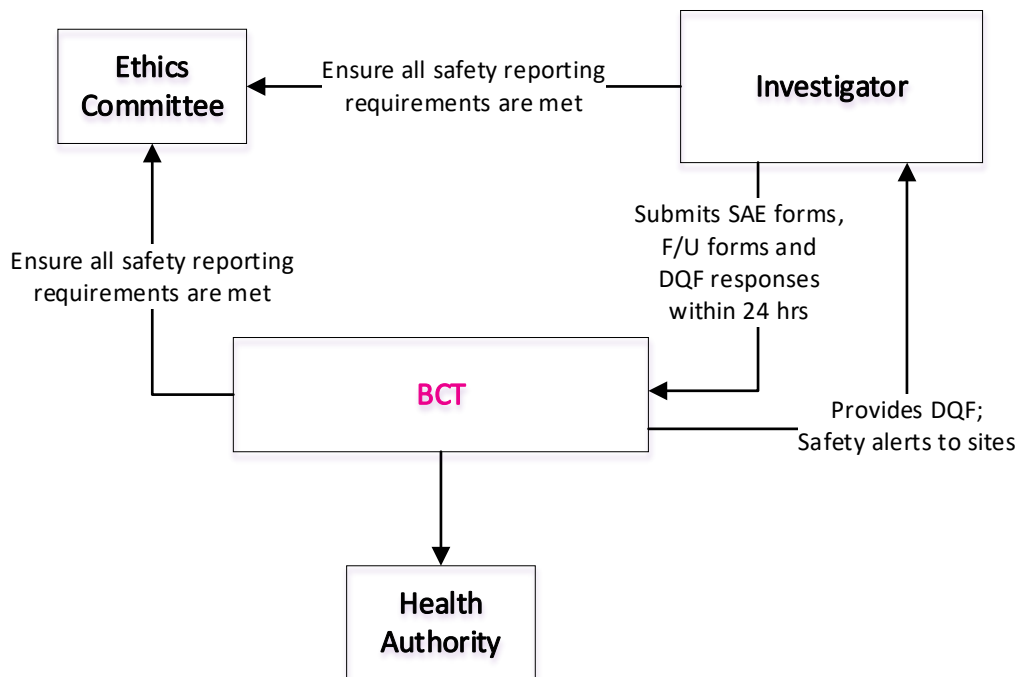 Ethics
Committee
Ensure all safety reporting
requirements are met
Investigator
Submits SAE forms,
F/U forms and
DQF responses
within 24 hrs
Ensure all safety reporting
requirements are met
BCT
Provides DQF;
Safety alerts to sites
Health
Authority